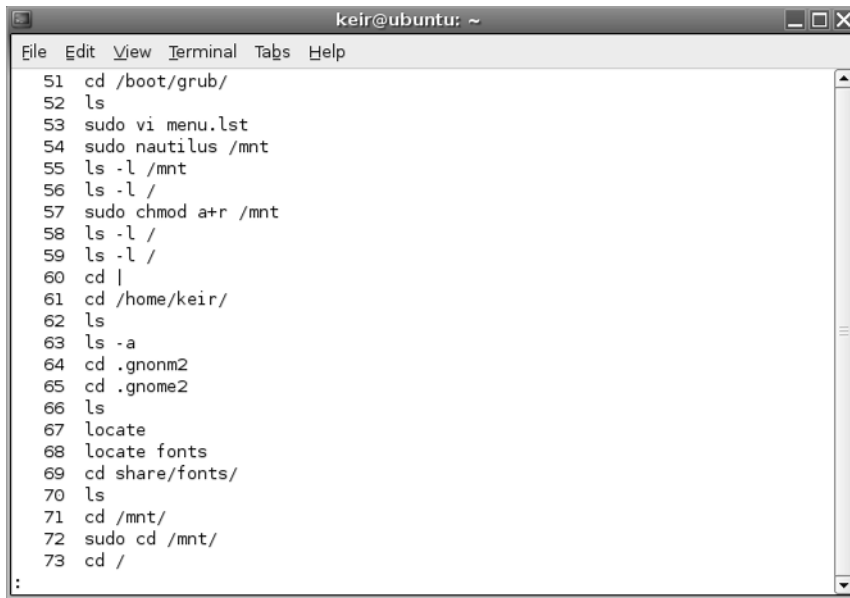 keir@ubuntu: ~
File Edit View Terminal Tabs Help
51 cd /boot/grub/
52 ls
53 sudo vi menu.lst
54 sudo nautilus /mnt
55 ls -l /mnt
56 ls -l /
57 sudo chmod a+r /mnt
58 ls -l /
59 ls -l /
60 cd |
61 cd /home/keir/
62 ls
63 ls -a
64 cd .gnonm2
65 cd .gnome2
66 ls
67 locate
68 locate fonts
69 cd share/fonts/
70 ls
71 cd /mnt/
72 sudo cd /mnt/
73 cd /
: